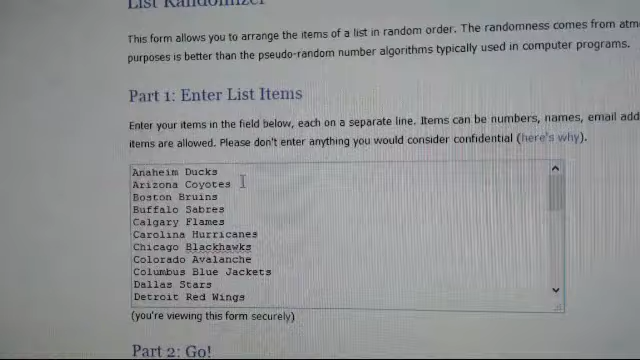 List Randomizer
This form allows you to arrange the items of a list in random order. The randomness comes from atm
purposes is better than the pseudo-random number algorithms typically used in computer programs.
Part 1: Enter List Items
Enter your items in the field below, each on a separate line. Items can be numbers, names, email add
items are allowed. Please don't enter anything you would consider confidential (here's why).
Anaheim Ducks
Arizona Coyotes
Boston Bruins
Buffalo Sabres
Calgary Flames
Carolina Hurricanes
Chicago Blackhawks
Colorado Avalanche
Columbus Blue Jackets
Dallas Stars
Detroit Red Wings
(you're viewing this form securely)
Part 2: Go!